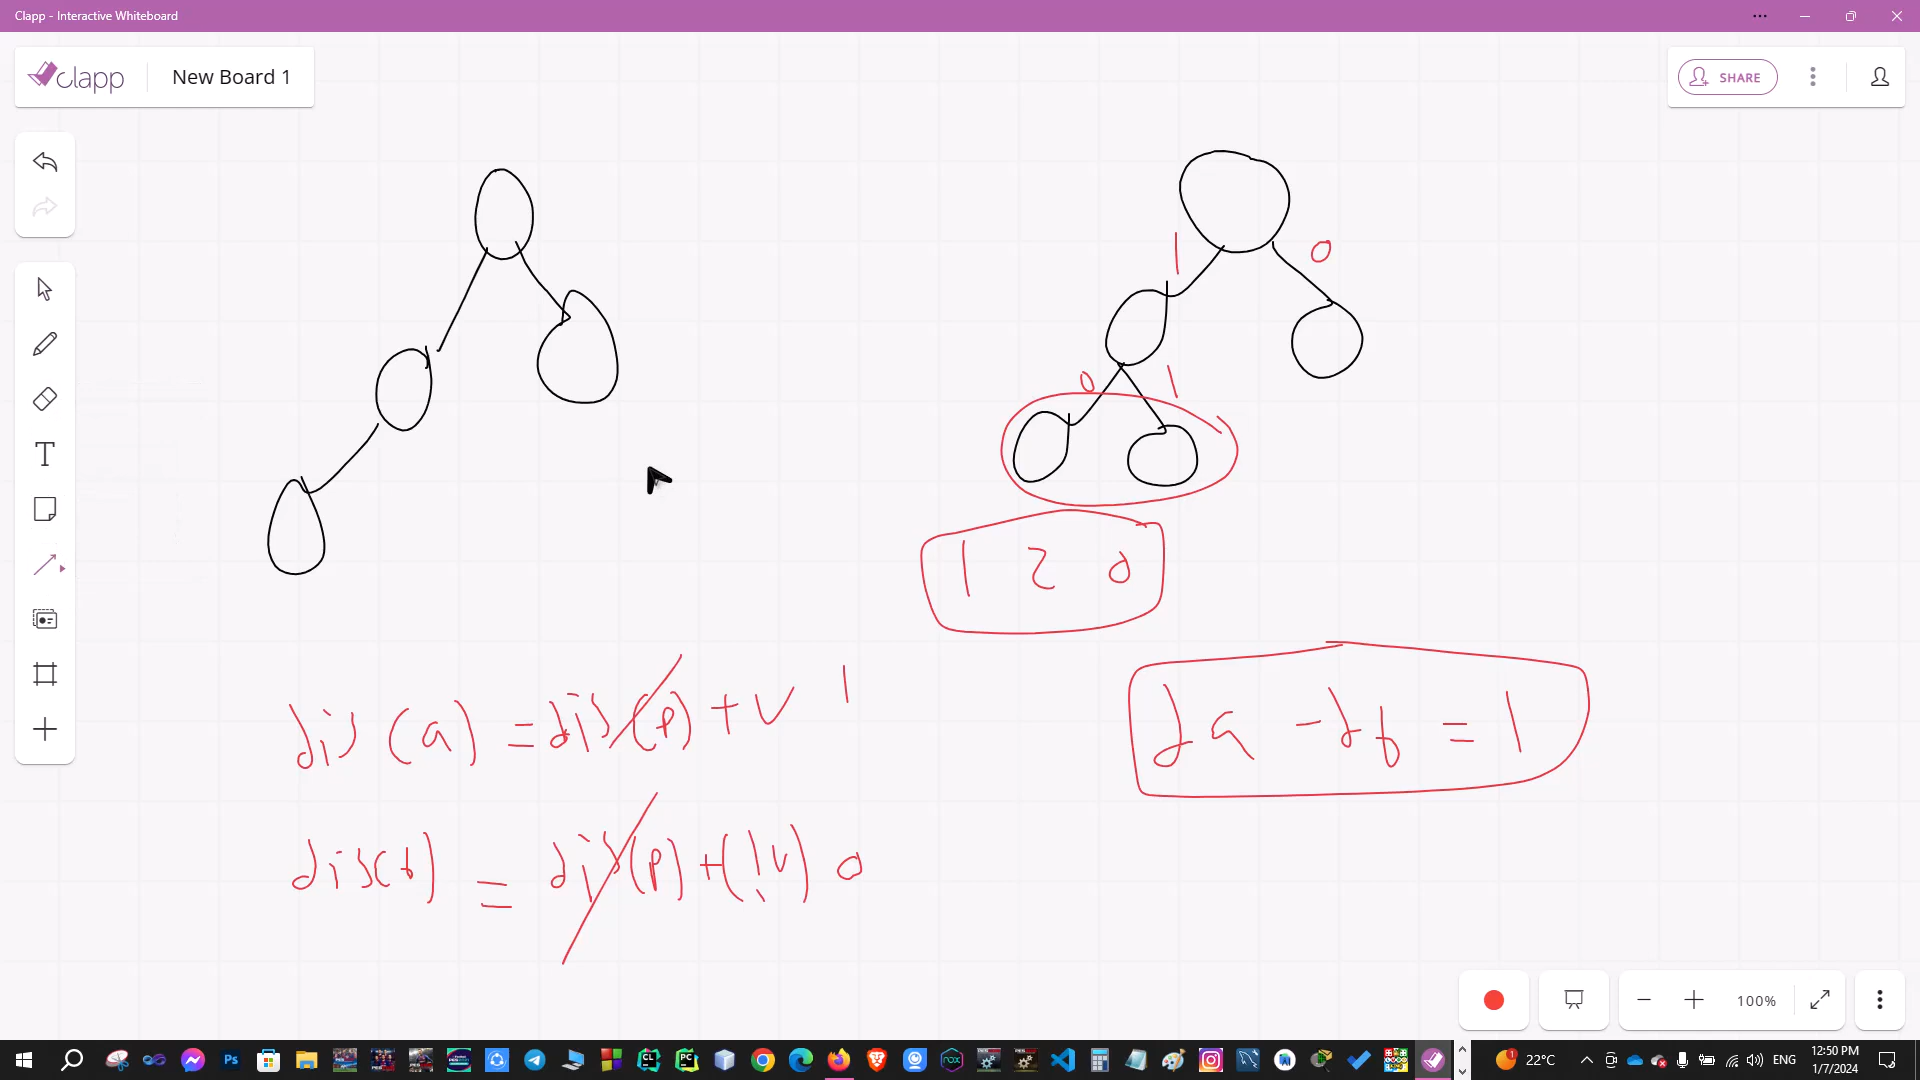 Clapp - Interactive Whiteboard
clapp
New Board 1
SHARE
1 0
0 1
1 2 0
dis(a) = dis(p) + v 1
da - db = 1
dis(b) = dis(p) + (!v) 0
100%
22°C
ENG
12:50 PM
1/7/2024